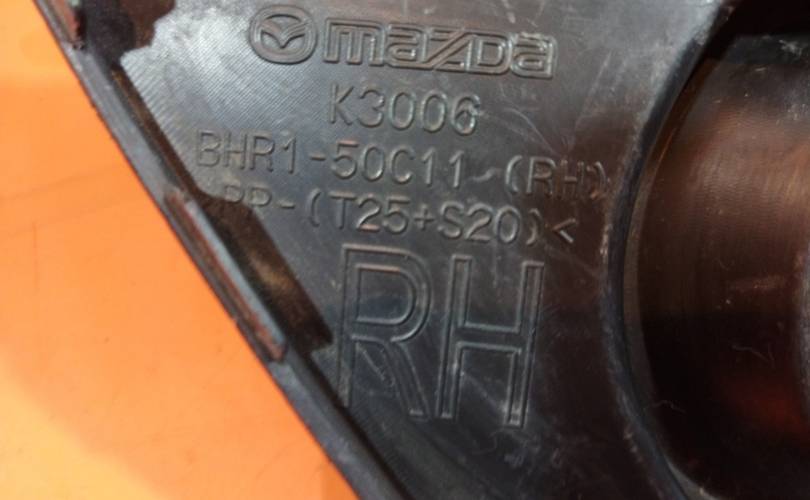 mazda
K3006
BHR1-50C11-(RH)
>PP-(T25+S20)<
RH